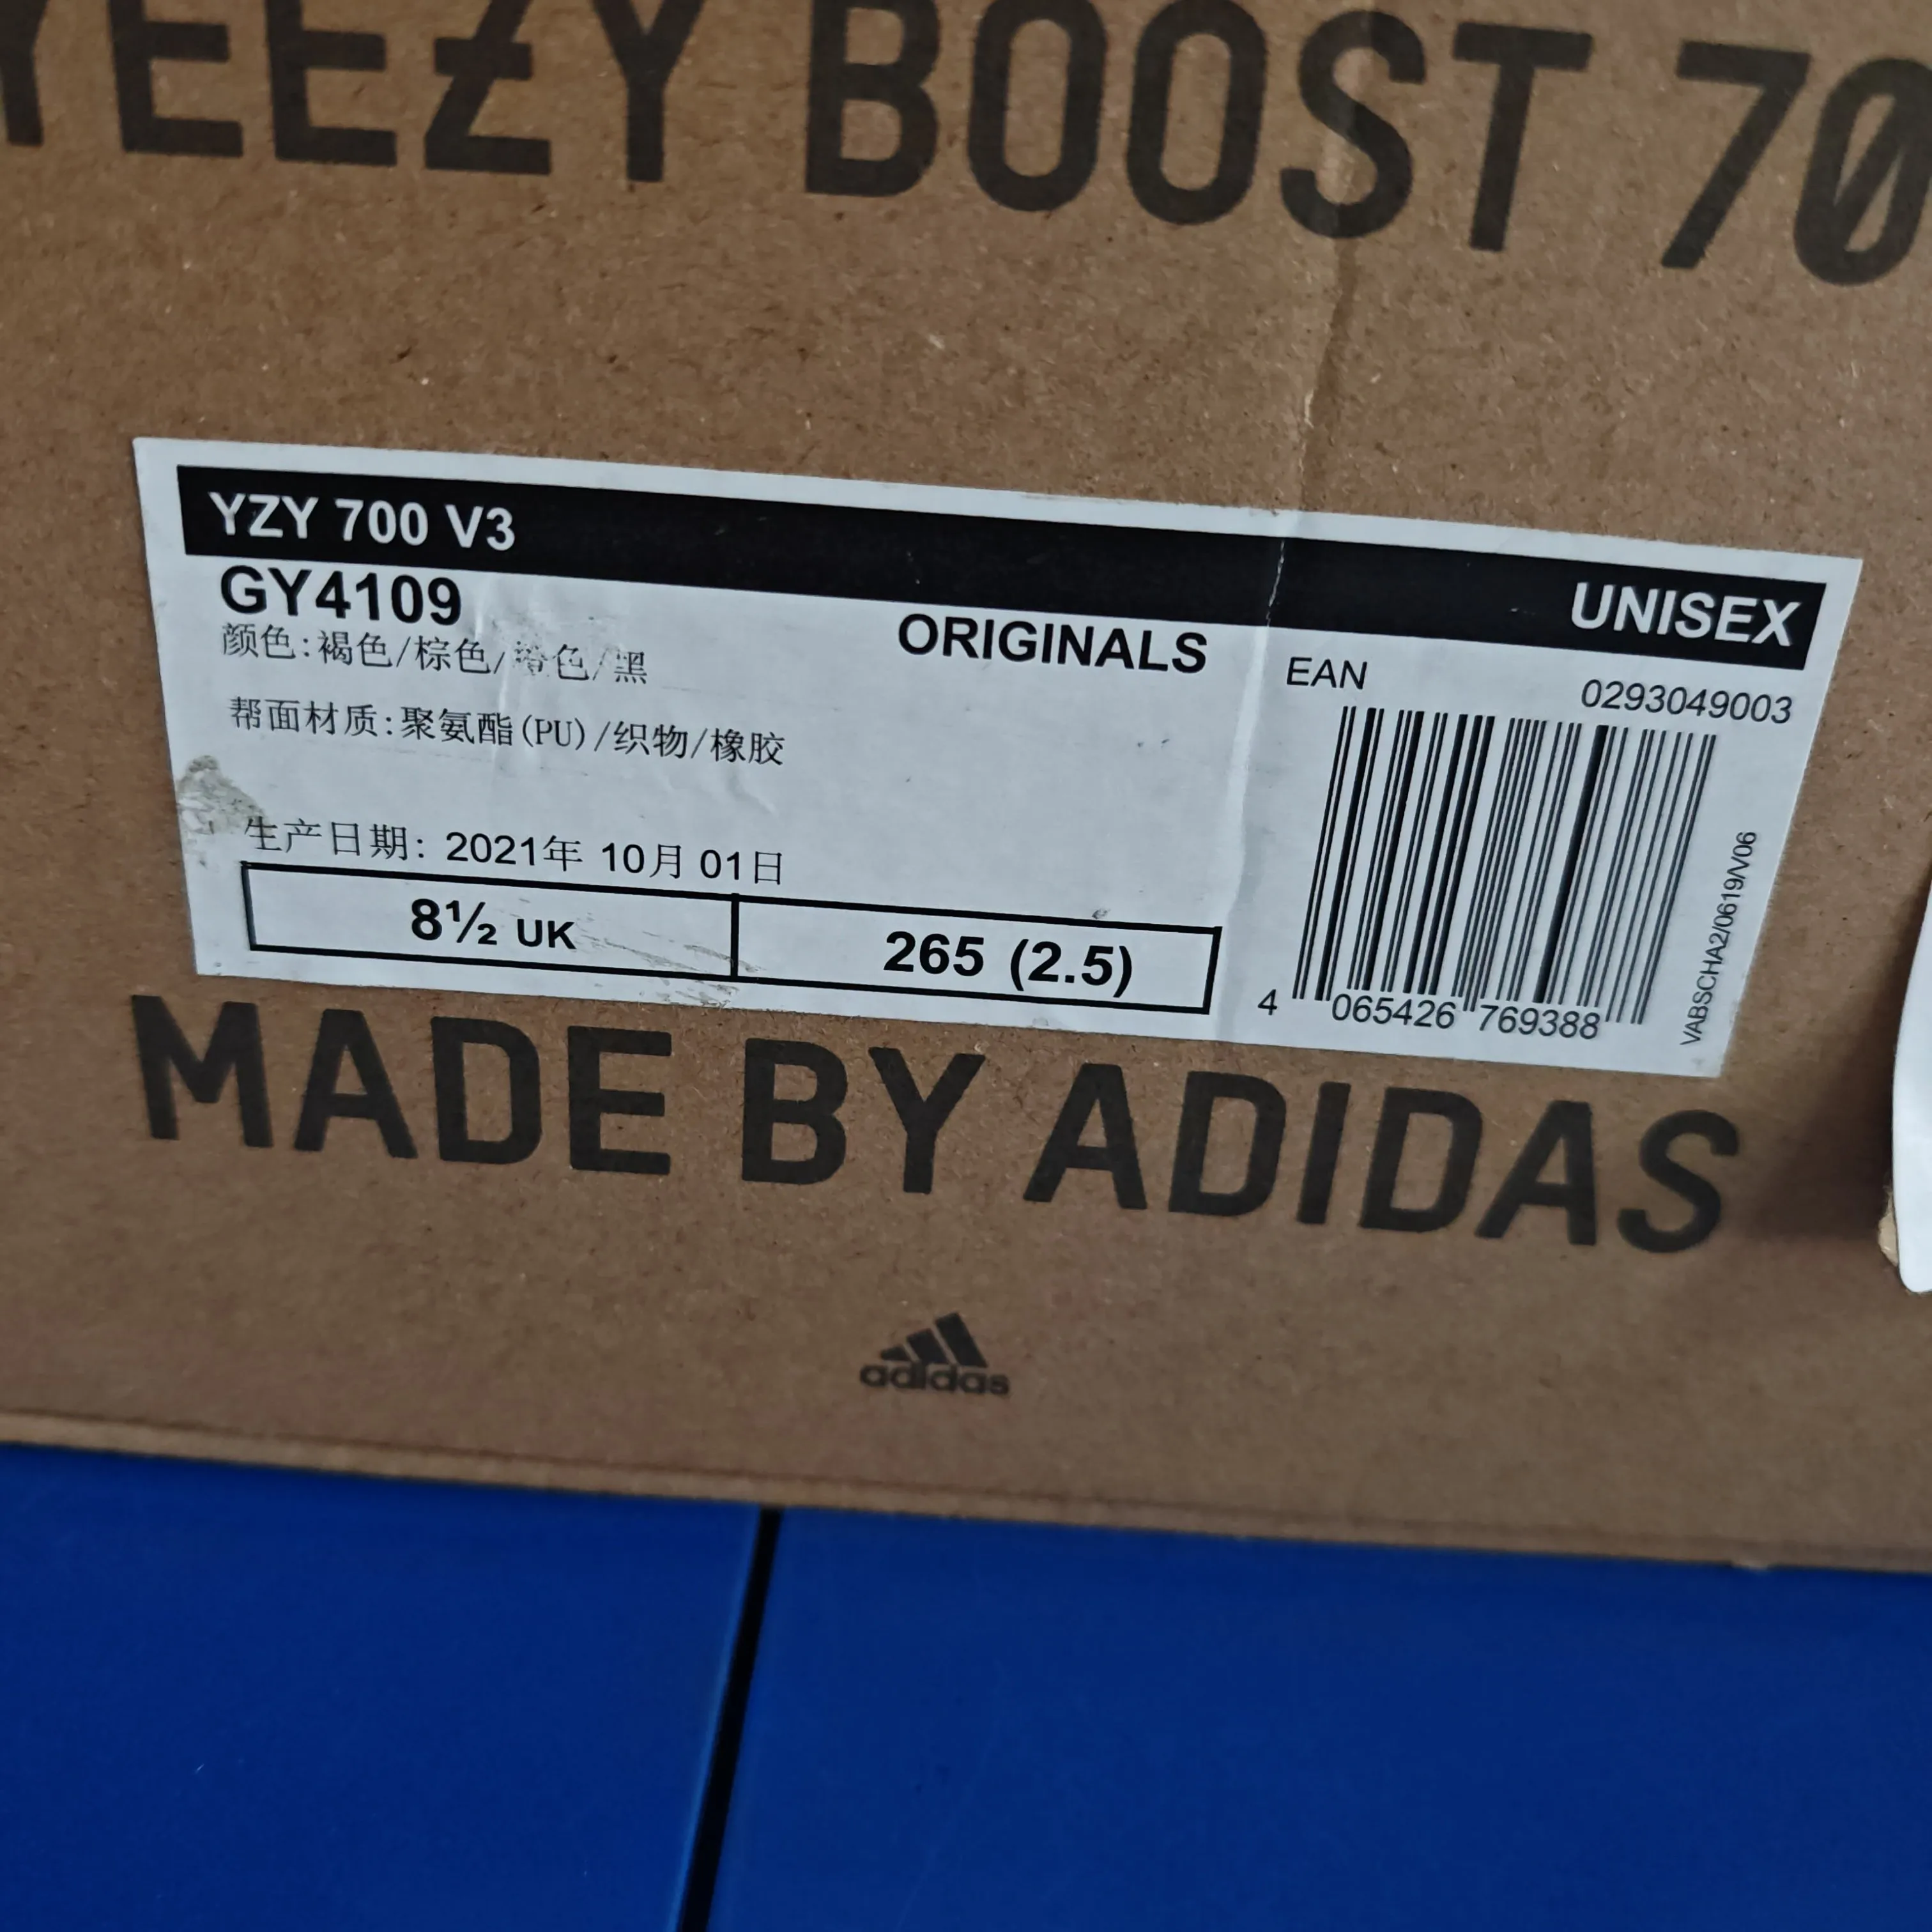 YEEZY BOOST 70
YZY 700 V3
UNISEX
GY4109
ORIGINALS
颜色:褐色/棕色/ 色/黑
帮面材质:聚氨酯(PU)/织物/橡胶
生产日期: 2021年 10月 01日
8½ UK
265 (2.5)
EAN
0293049003
4 065426 769388
VABSCHA2/0619/V06
MADE BY ADIDAS
adidas